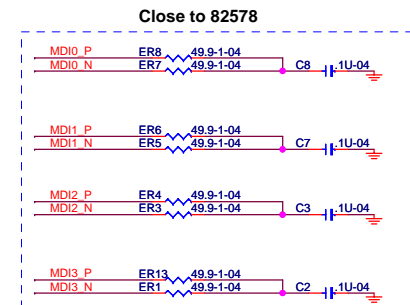 Close to 82578
MDI0_P ER8 49.9-1-04
MDI0_N ER7 49.9-1-04 C8 .1U-04
MDI1_P ER6 49.9-1-04
MDI1_N ER5 49.9-1-04 C7 .1U-04
MDI2_P ER4 49.9-1-04
MDI2_N ER3 49.9-1-04 C3 .1U-04
MDI3_P ER13 49.9-1-04
MDI3_N ER1 49.9-1-04 C2 .1U-04